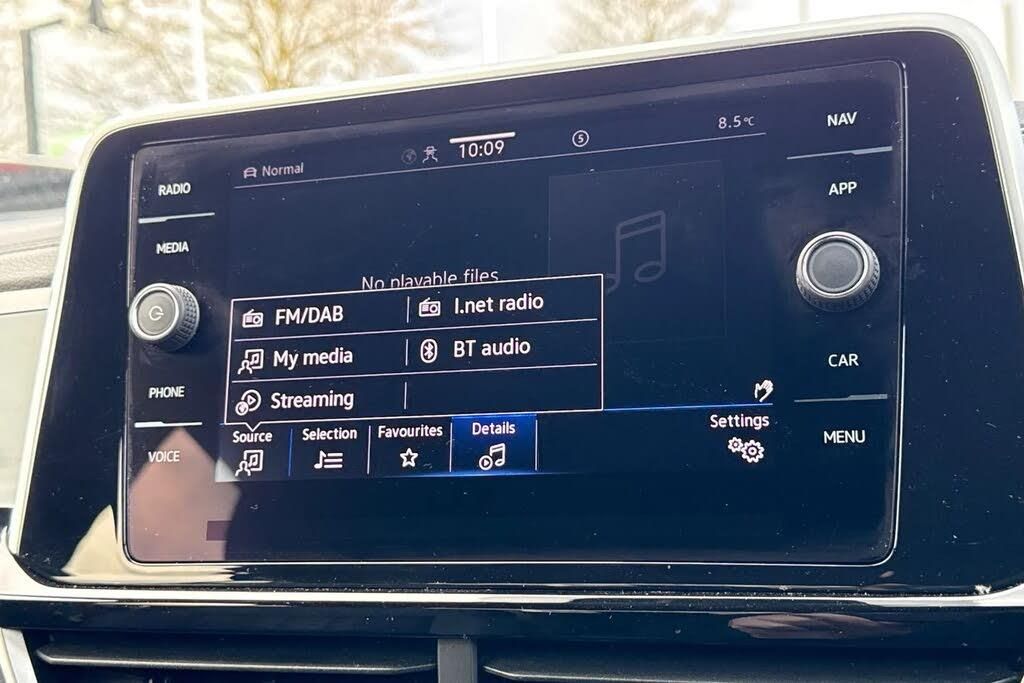 RADIO
MEDIA
PHONE
VOICE
Normal
10:09
5
8.5°C
No playable files
FM/DAB
I.net radio
My media
BT audio
Streaming
Source
Selection
Favourites
Details
Settings
NAV
APP
CAR
MENU